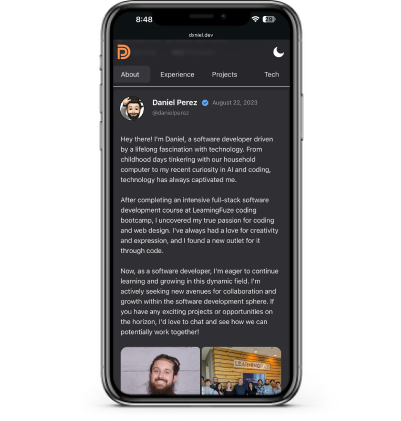 8:48
29
dxniel.dev
About Experience Projects Tech
Daniel Perez August 22, 2023
@danielperez
Hey there! I'm Daniel, a software developer driven
by a lifelong fascination with technology. From
childhood days tinkering with our household
computer to my recent curiosity in AI and coding,
technology has always captivated me.
After completing an intensive full-stack software
development course at LearningFuze coding
bootcamp, I uncovered my true passion for coding
and web design. I've always had a love for creativity
and expression, and I found a new outlet for it
through code.
Now, as a software developer, I'm eager to continue
learning and growing in this dynamic field. I'm
actively seeking new avenues for collaboration and
growth within the software development sphere. If
you have any exciting projects or opportunities on
the horizon, I'd love to chat and see how we can
potentially work together!
LEARNINGFUZE